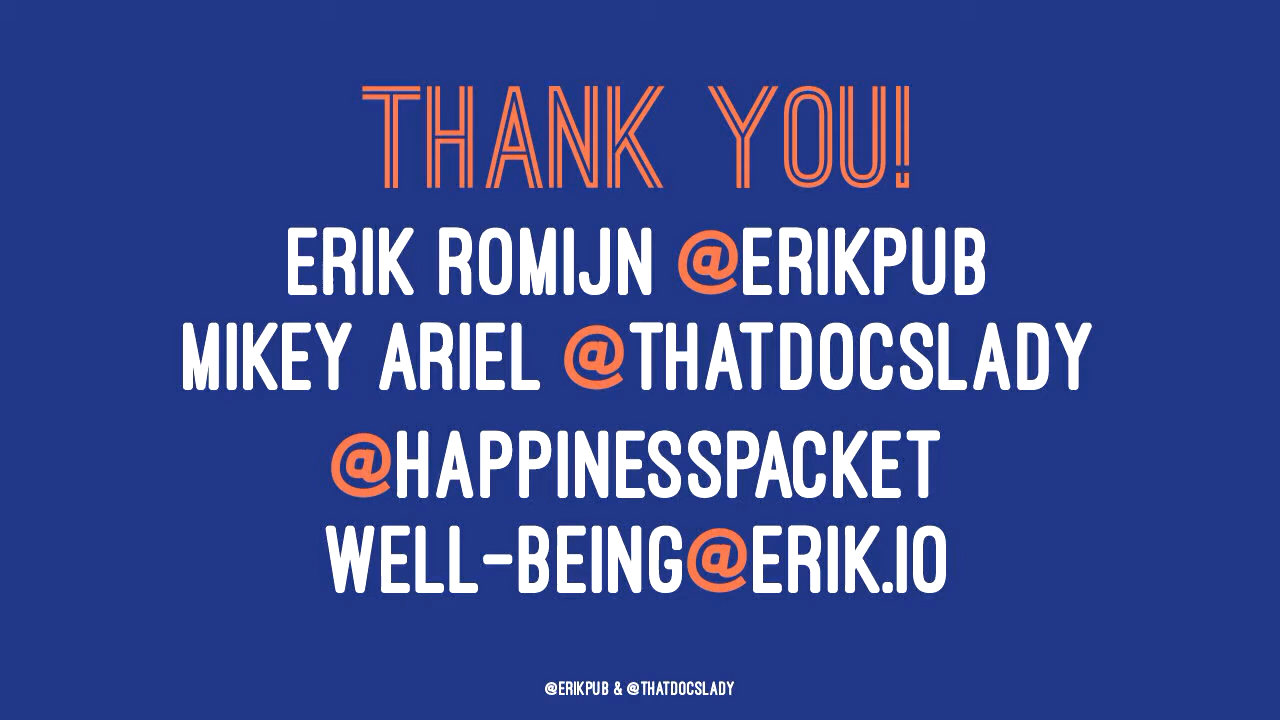 THANK YOU!
ERIK ROMIJN @ERIKPUB
MIKEY ARIEL @THATDOCSLADY
@HAPPINESSPACKET
WELL-BEING@ERIK.IO
@ERIKPUB & @THATDOCSLADY